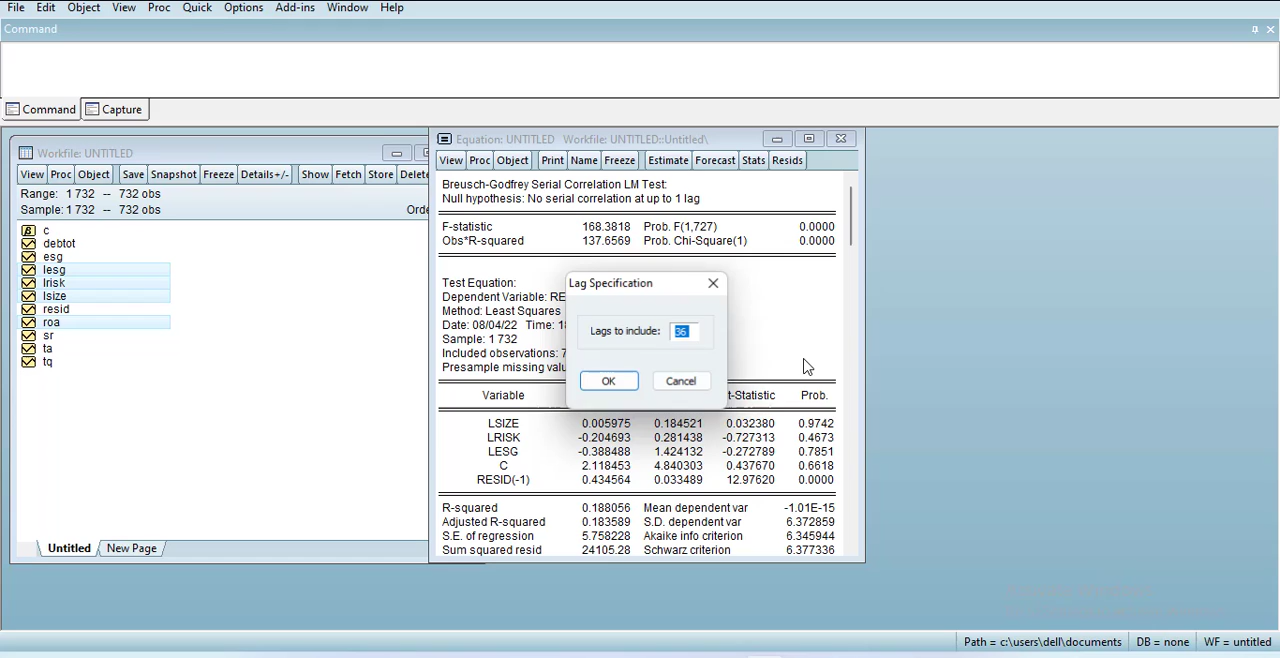 File Edit Object View Proc Quick Options Add-ins Window Help
Command
Command Capture
Workfile: UNTITLED
View Proc Object Save Snapshot Freeze Details+/- Show Fetch Store Delete
Range: 1 732 -- 732 obs
Sample: 1 732 -- 732 obs Orde
c
debtot
esg
lesg
lrisk
lsize
resid
roa
sr
ta
tq
Untitled New Page
Equation: UNTITLED Workfile: UNTITLED::Untitled\
View Proc Object Print Name Freeze Estimate Forecast Stats Resids
Breusch-Godfrey Serial Correlation LM Test:
Null hypothesis: No serial correlation at up to 1 lag
F-statistic 168.3818 Prob. F(1,727) 0.0000
Obs*R-squared 137.6569 Prob. Chi-Square(1) 0.0000
Test Equation:
Dependent Variable: RE
Method: Least Squares
Date: 08/04/22 Time: 18
Sample: 1 732
Included observations: 7
Presample missing valu
Variable t-Statistic Prob.
LSIZE 0.005975 0.184521 0.032380 0.9742
LRISK -0.204693 0.281438 -0.727313 0.4673
LESG -0.388488 1.424132 -0.272789 0.7851
C 2.118453 4.840303 0.437670 0.6618
RESID(-1) 0.434564 0.033489 12.97620 0.0000
R-squared 0.188056 Mean dependent var -1.01E-15
Adjusted R-squared 0.183589 S.D. dependent var 6.372859
S.E. of regression 5.758228 Akaike info criterion 6.345944
Sum squared resid 24105.28 Schwarz criterion 6.377336
Lag Specification
Lags to include: 36
OK Cancel
Path = c:\users\dell\documents DB = none WF = untitled